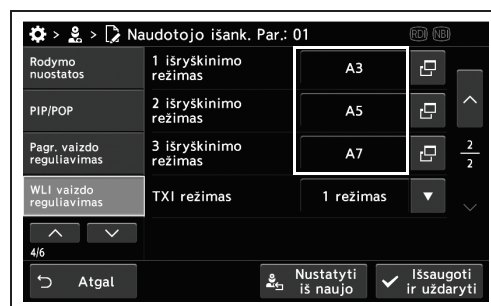 > > Naudotojo išank. Par.: 01 RDI NBI
Rodymo
nuostatos
PIP/POP
Pagr. vaizdo
reguliavimas
WLI vaizdo
reguliavimas
4/6
1 išryškinimo
režimas
A3
2 išryškinimo
režimas
A5
3 išryškinimo
režimas
A7
TXI režimas
1 režimas
2
2
Atgal
Nustatyti
iš naujo
Išsaugoti
ir uždaryti